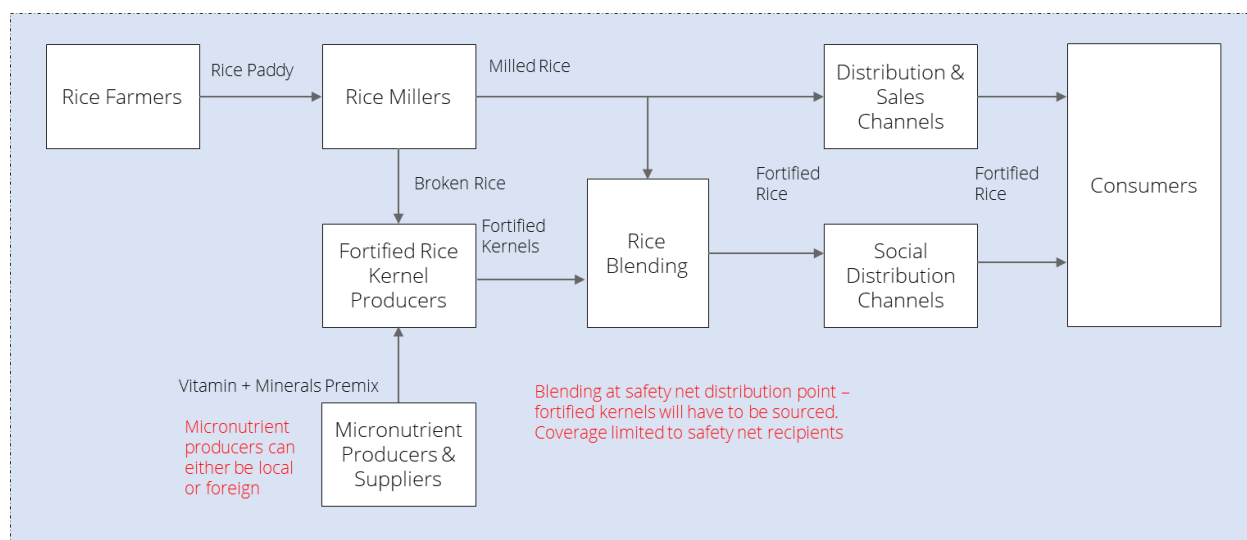 Rice Farmers
Rice Paddy
Rice Millers
Milled Rice
Distribution &
Sales
Channels
Consumers
Broken Rice
Fortified Rice
Kernel
Producers
Fortified
Kernels
Rice
Blending
Fortified
Rice
Social
Distribution
Channels
Fortified
Rice
Vitamin + Minerals Premix
Micronutrient
producers can
either be local
or foreign
Micronutrient
Producers &
Suppliers
Blending at safety net distribution point –
fortified kernels will have to be sourced.
Coverage limited to safety net recipients